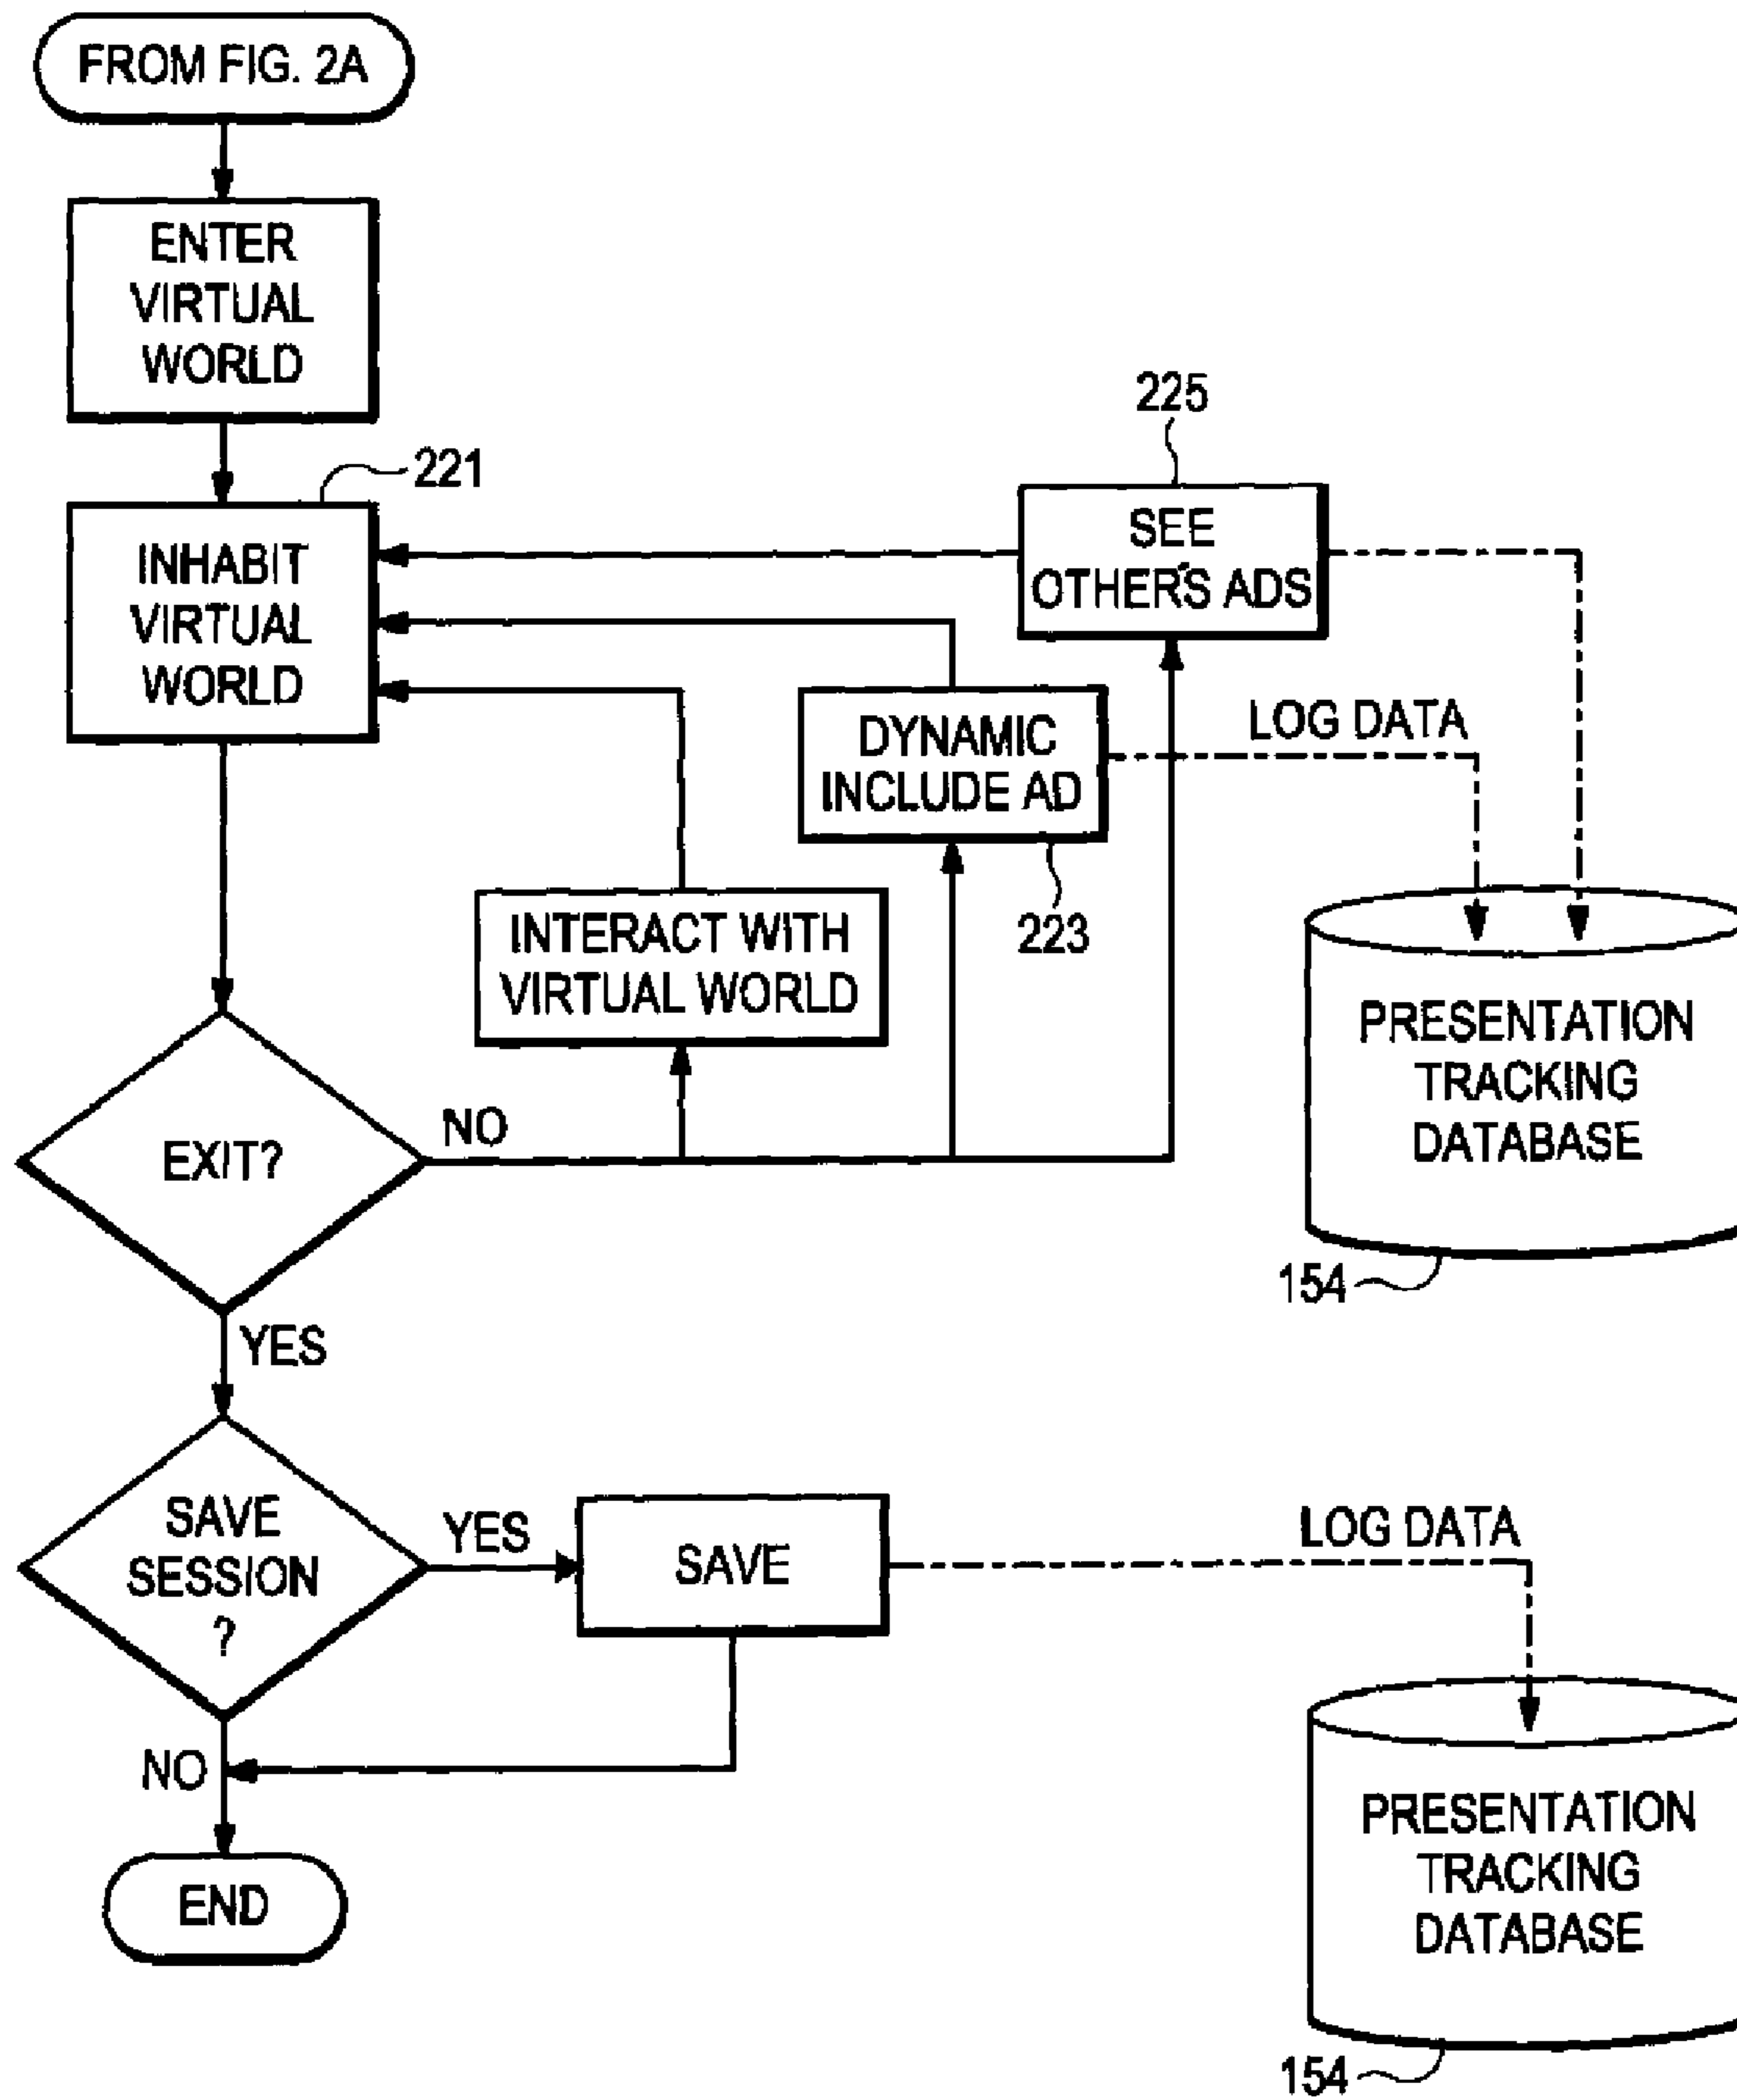 FROM FIG. 2A
ENTER
VIRTUAL
WORLD
221
INHABIT
VIRTUAL
WORLD
225
SEE
OTHER'S ADS
DYNAMIC
INCLUDE AD
223
LOG DATA
INTERACT WITH
VIRTUAL WORLD
PRESENTATION
TRACKING
DATABASE
154
EXIT?
NO
YES
SAVE
SESSION
?
YES
SAVE
LOG DATA
NO
END
PRESENTATION
TRACKING
DATABASE
154